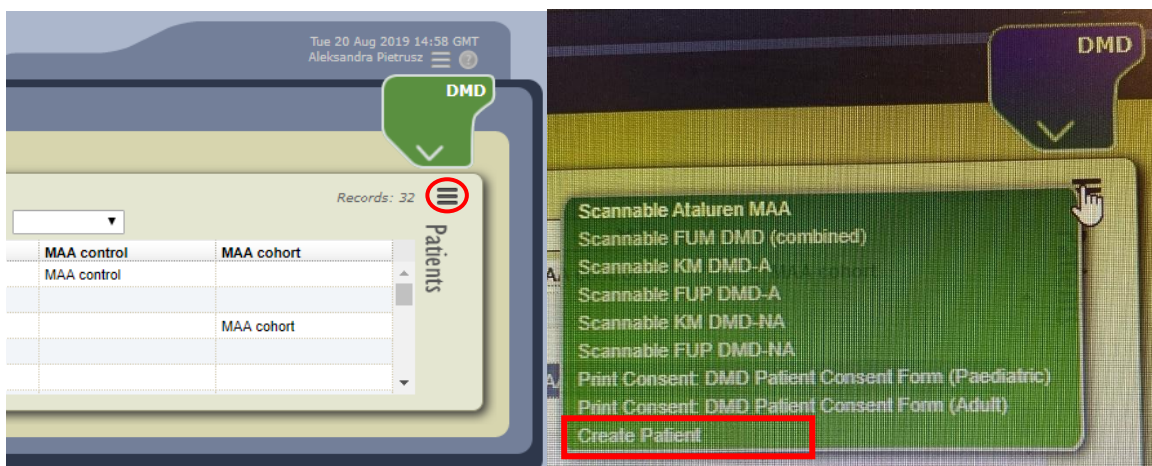 Tue 20 Aug 2019 14:58 GMT
Aleksandra Pietrusz
DMD
Records: 32
Patients
MAA control
MAA cohort
MAA control
MAA cohort
DMD
Scannable Ataluren MAA
Scannable FUM DMD (combined)
Scannable KM DMD-A
Scannable FUP DMD-A
Scannable KM DMD-NA
Scannable FUP DMD-NA
Print Consent: DMD Patient Consent Form (Paediatric)
Print Consent: DMD Patient Consent Form (Adult)
Create Patient